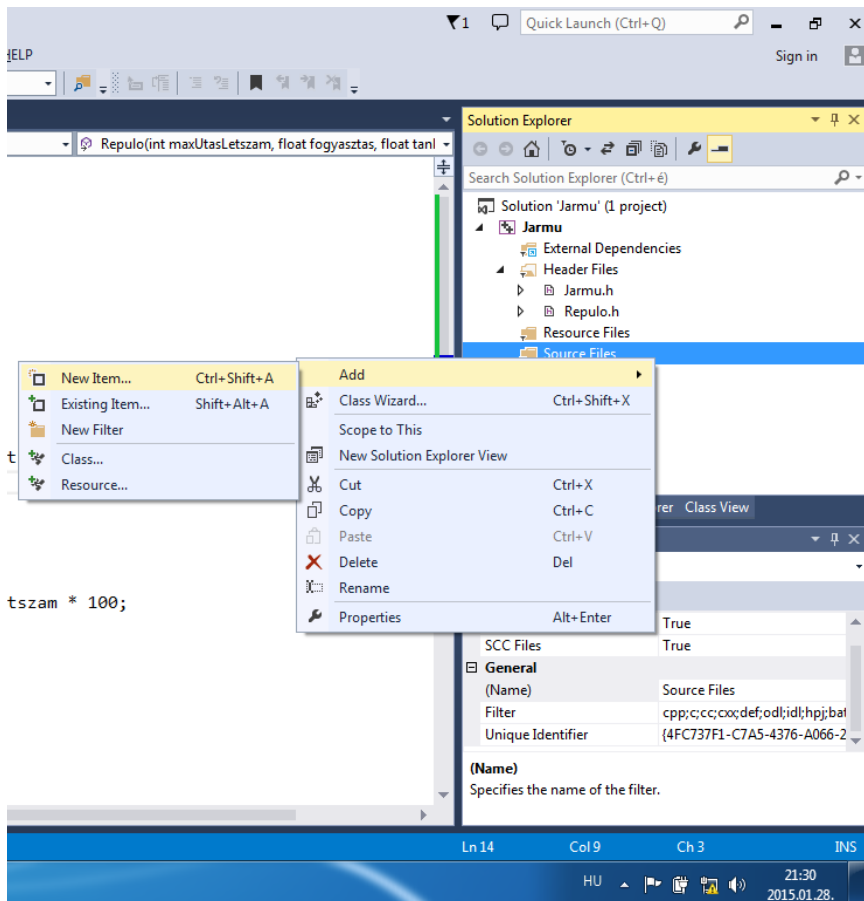 1
Quick Launch (Ctrl+Q)
HELP
Sign in
Repulo(int maxUtasLetszam, float fogyasztas, float tanl
Solution Explorer
Search Solution Explorer (Ctrl+é)
Solution 'Jarmu' (1 project)
Jarmu
External Dependencies
Header Files
Jarmu.h
Repulo.h
Resource Files
Source Files
New Item... Ctrl+Shift+A
Existing Item... Shift+Alt+A
New Filter
Class...
Resource...
Add
Class Wizard... Ctrl+Shift+X
Scope to This
New Solution Explorer View
Cut Ctrl+X
Copy Ctrl+C
Paste Ctrl+V
Delete Del
Rename
Properties Alt+Enter
t
tszam * 100;
rer Class View
True
SCC Files True
General
(Name) Source Files
Filter cpp;c;cc;cxx;def;odl;idl;hpj;bat
Unique Identifier {4FC737F1-C7A5-4376-A066-2
(Name)
Specifies the name of the filter.
Ln 14 Col 9 Ch 3 INS
HU
21:30
2015.01.28.